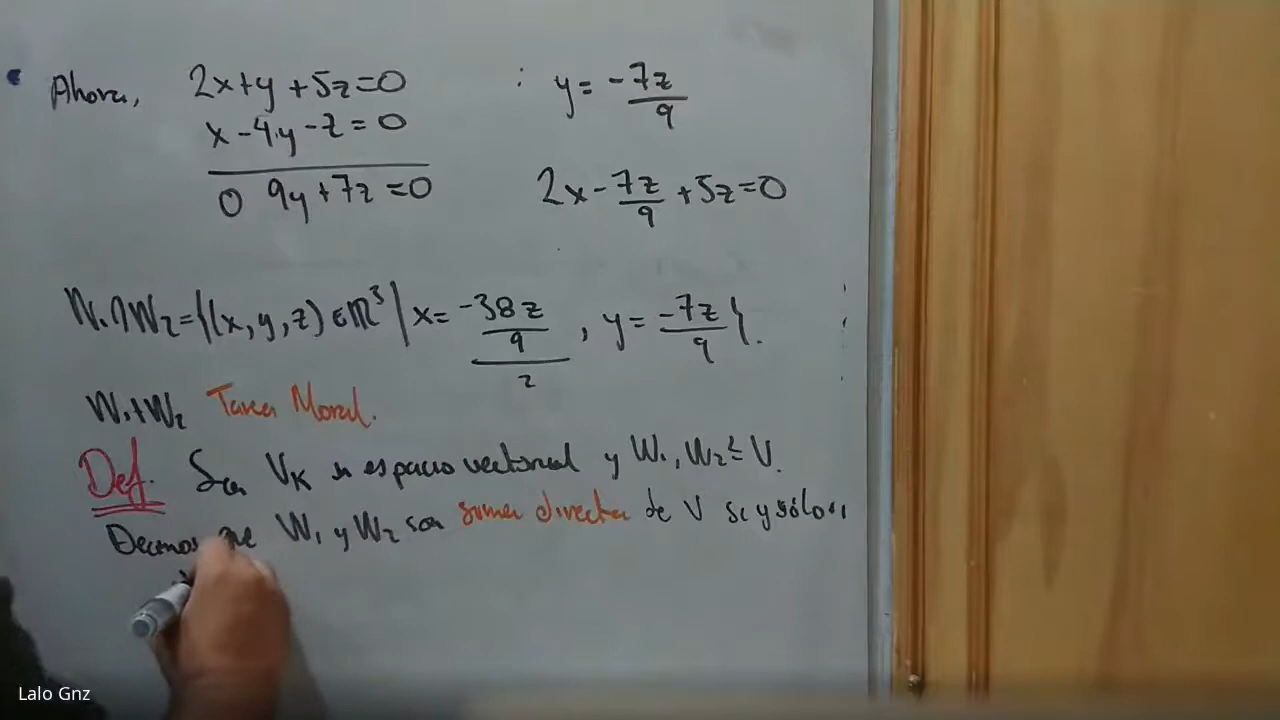 Ahora, 2x+y+5z=0
x-4y-z=0
0 9y+7z=0
: y= -7z/9
2x-7z/9+5z=0
W₁∩W₂={(x,y,z)∈ℝ³|x= -38z/9/2 , y= -7z/9}.
W₁+W₂ Tarea Moral.
Def. Sea V_K un espacio vectorial y W₁, W₂ ≤ V.
Decimos que W₁ y W₂ son suma directa de V si y sólo si
Lalo Gnz